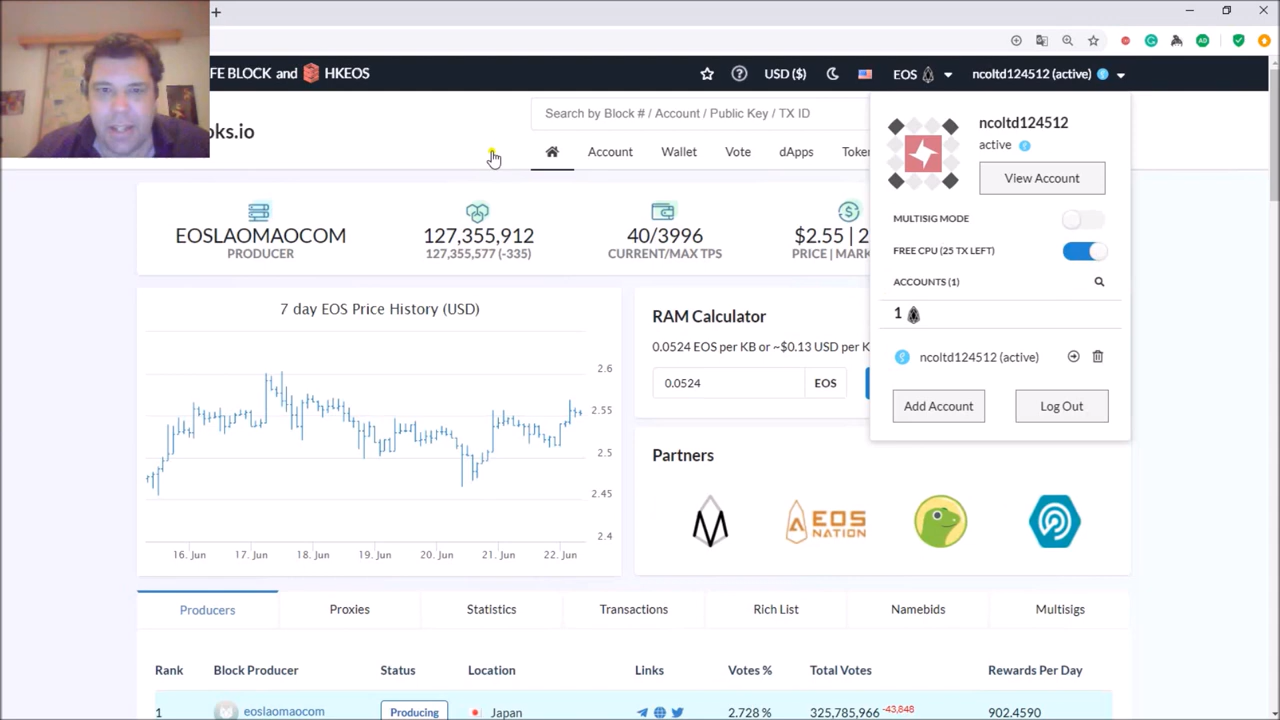 FE BLOCK and HKEOS
USD ($)
EOS
ncoltd124512 (active)
oks.io
Search by Block # / Account / Public Key / TX ID
Account
Wallet
Vote
dApps
Token
ncoltd124512
active
View Account
MULTISIG MODE
FREE CPU (25 TX LEFT)
ACCOUNTS (1)
1
ncoltd124512 (active)
Add Account
Log Out
EOSLAOMAOCOM
PRODUCER
127,355,912
127,355,577 (-335)
40/3996
CURRENT/MAX TPS
$2.55 | 2
PRICE | MARK
7 day EOS Price History (USD)
2.6
2.55
2.5
2.45
2.4
16. Jun
17. Jun
18. Jun
19. Jun
20. Jun
21. Jun
22. Jun
RAM Calculator
0.0524 EOS per KB or ~$0.13 USD per K
0.0524
EOS
Partners
EOS
NATION
Producers
Proxies
Statistics
Transactions
Rich List
Namebids
Multisigs
Rank
Block Producer
Status
Location
Links
Votes %
Total Votes
Rewards Per Day
1
eoslaomaocom
Producing
Japan
2.728 %
325,785,966 -43,848
902.4590